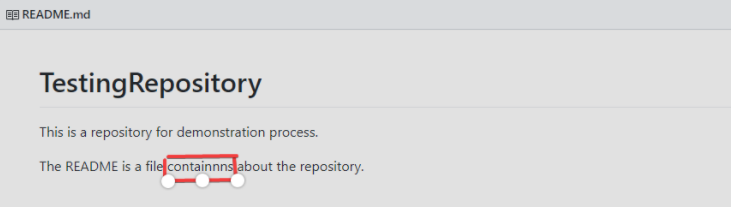 README.md
TestingRepository
This is a repository for demonstration process.
The README is a file containnns about the repository.